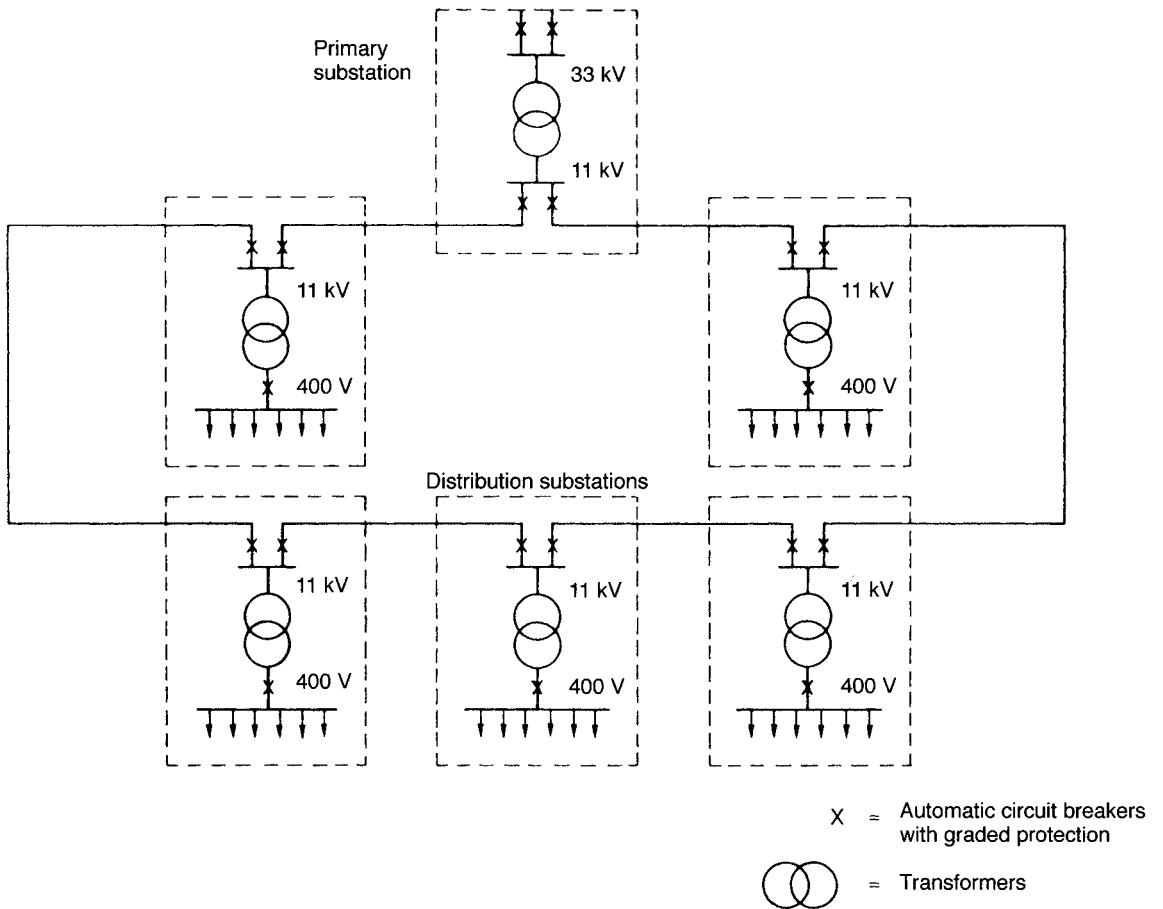 Primary
substation
33 kV
11 kV
11 kV
400 V
11 kV
400 V
Distribution substations
11 kV
400 V
11 kV
400 V
11 kV
400 V
X = Automatic circuit breakers
with graded protection
= Transformers